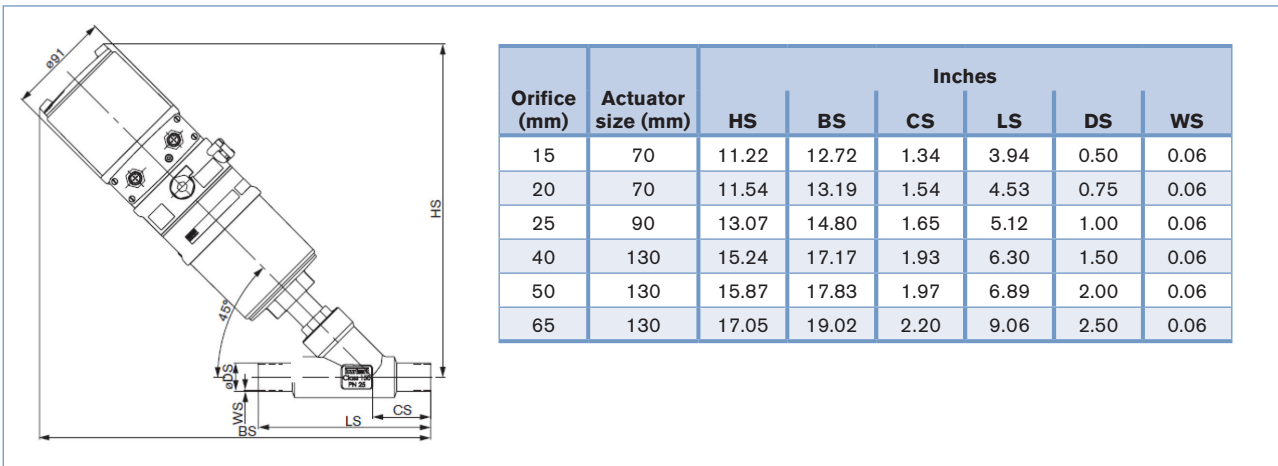 ø91
HS
45°
Class 150
PN 25
øDS
WS
CS
LS
BS
Inches
Orifice (mm) Actuator size (mm) HS BS CS LS DS WS
15 70 11.22 12.72 1.34 3.94 0.50 0.06
20 70 11.54 13.19 1.54 4.53 0.75 0.06
25 90 13.07 14.80 1.65 5.12 1.00 0.06
40 130 15.24 17.17 1.93 6.30 1.50 0.06
50 130 15.87 17.83 1.97 6.89 2.00 0.06
65 130 17.05 19.02 2.20 9.06 2.50 0.06